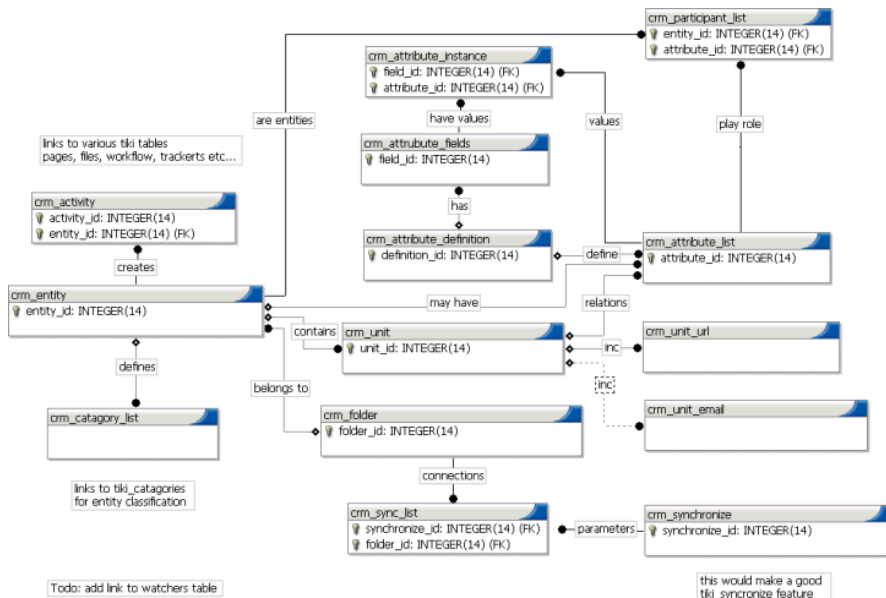 crm_participant_list
entity_id: INTEGER(14) (FK)
attribute_id: INTEGER(14) (FK)
crm_attribute_instance
field_id: INTEGER(14) (FK)
attribute_id: INTEGER(14) (FK)
are entities
have values
values
play role
links to various tiki tables
pages, files, workflow, trackerts etc...
crm_attrubute_fields
field_id: INTEGER(14)
crm_activity
activity_id: INTEGER(14)
entity_id: INTEGER(14) (FK)
has
crm_attribute_definition
definition_id: INTEGER(14)
define
crm_attribute_list
attribute_id: INTEGER(14)
creates
crm_entity
entity_id: INTEGER(14)
may have
relations
contains
crm_unit
unit_id: INTEGER(14)
inc
crm_unit_url
defines
belongs to
inc
crm_catagory_list
crm_folder
folder_id: INTEGER(14)
crm_unit_email
connections
links to tiki_catagories
for entity classification
crm_sync_list
synchronize_id: INTEGER(14) (FK)
folder_id: INTEGER(14) (FK)
parameters
crm_synchronize
synchronize_id: INTEGER(14)
Todo: add link to watchers table
this would make a good
tiki_syncronize feature